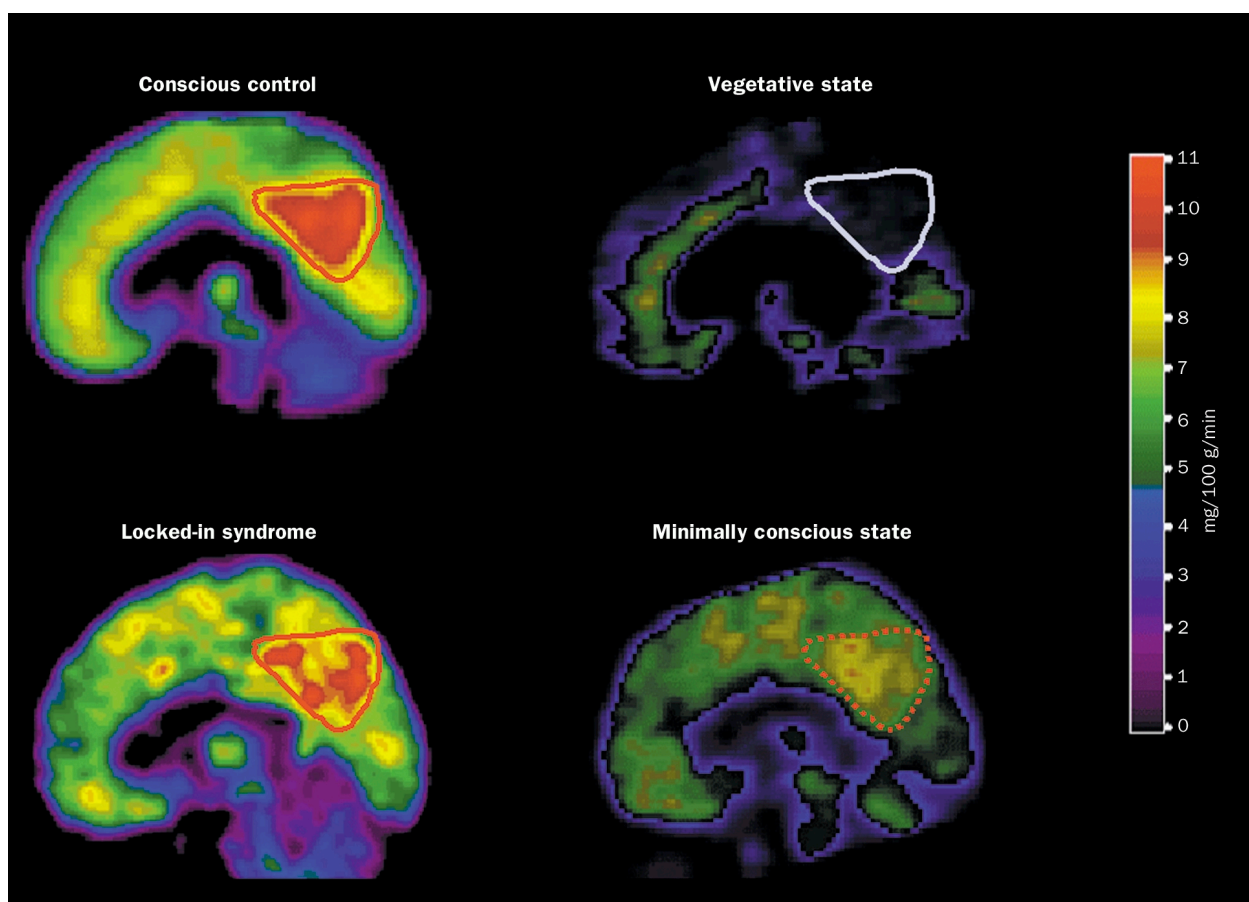 Conscious control
Vegetative state
11
10
9
8
7
6
5
4
3
2
1
0
mg/100 g/min
Locked-in syndrome
Minimally conscious state